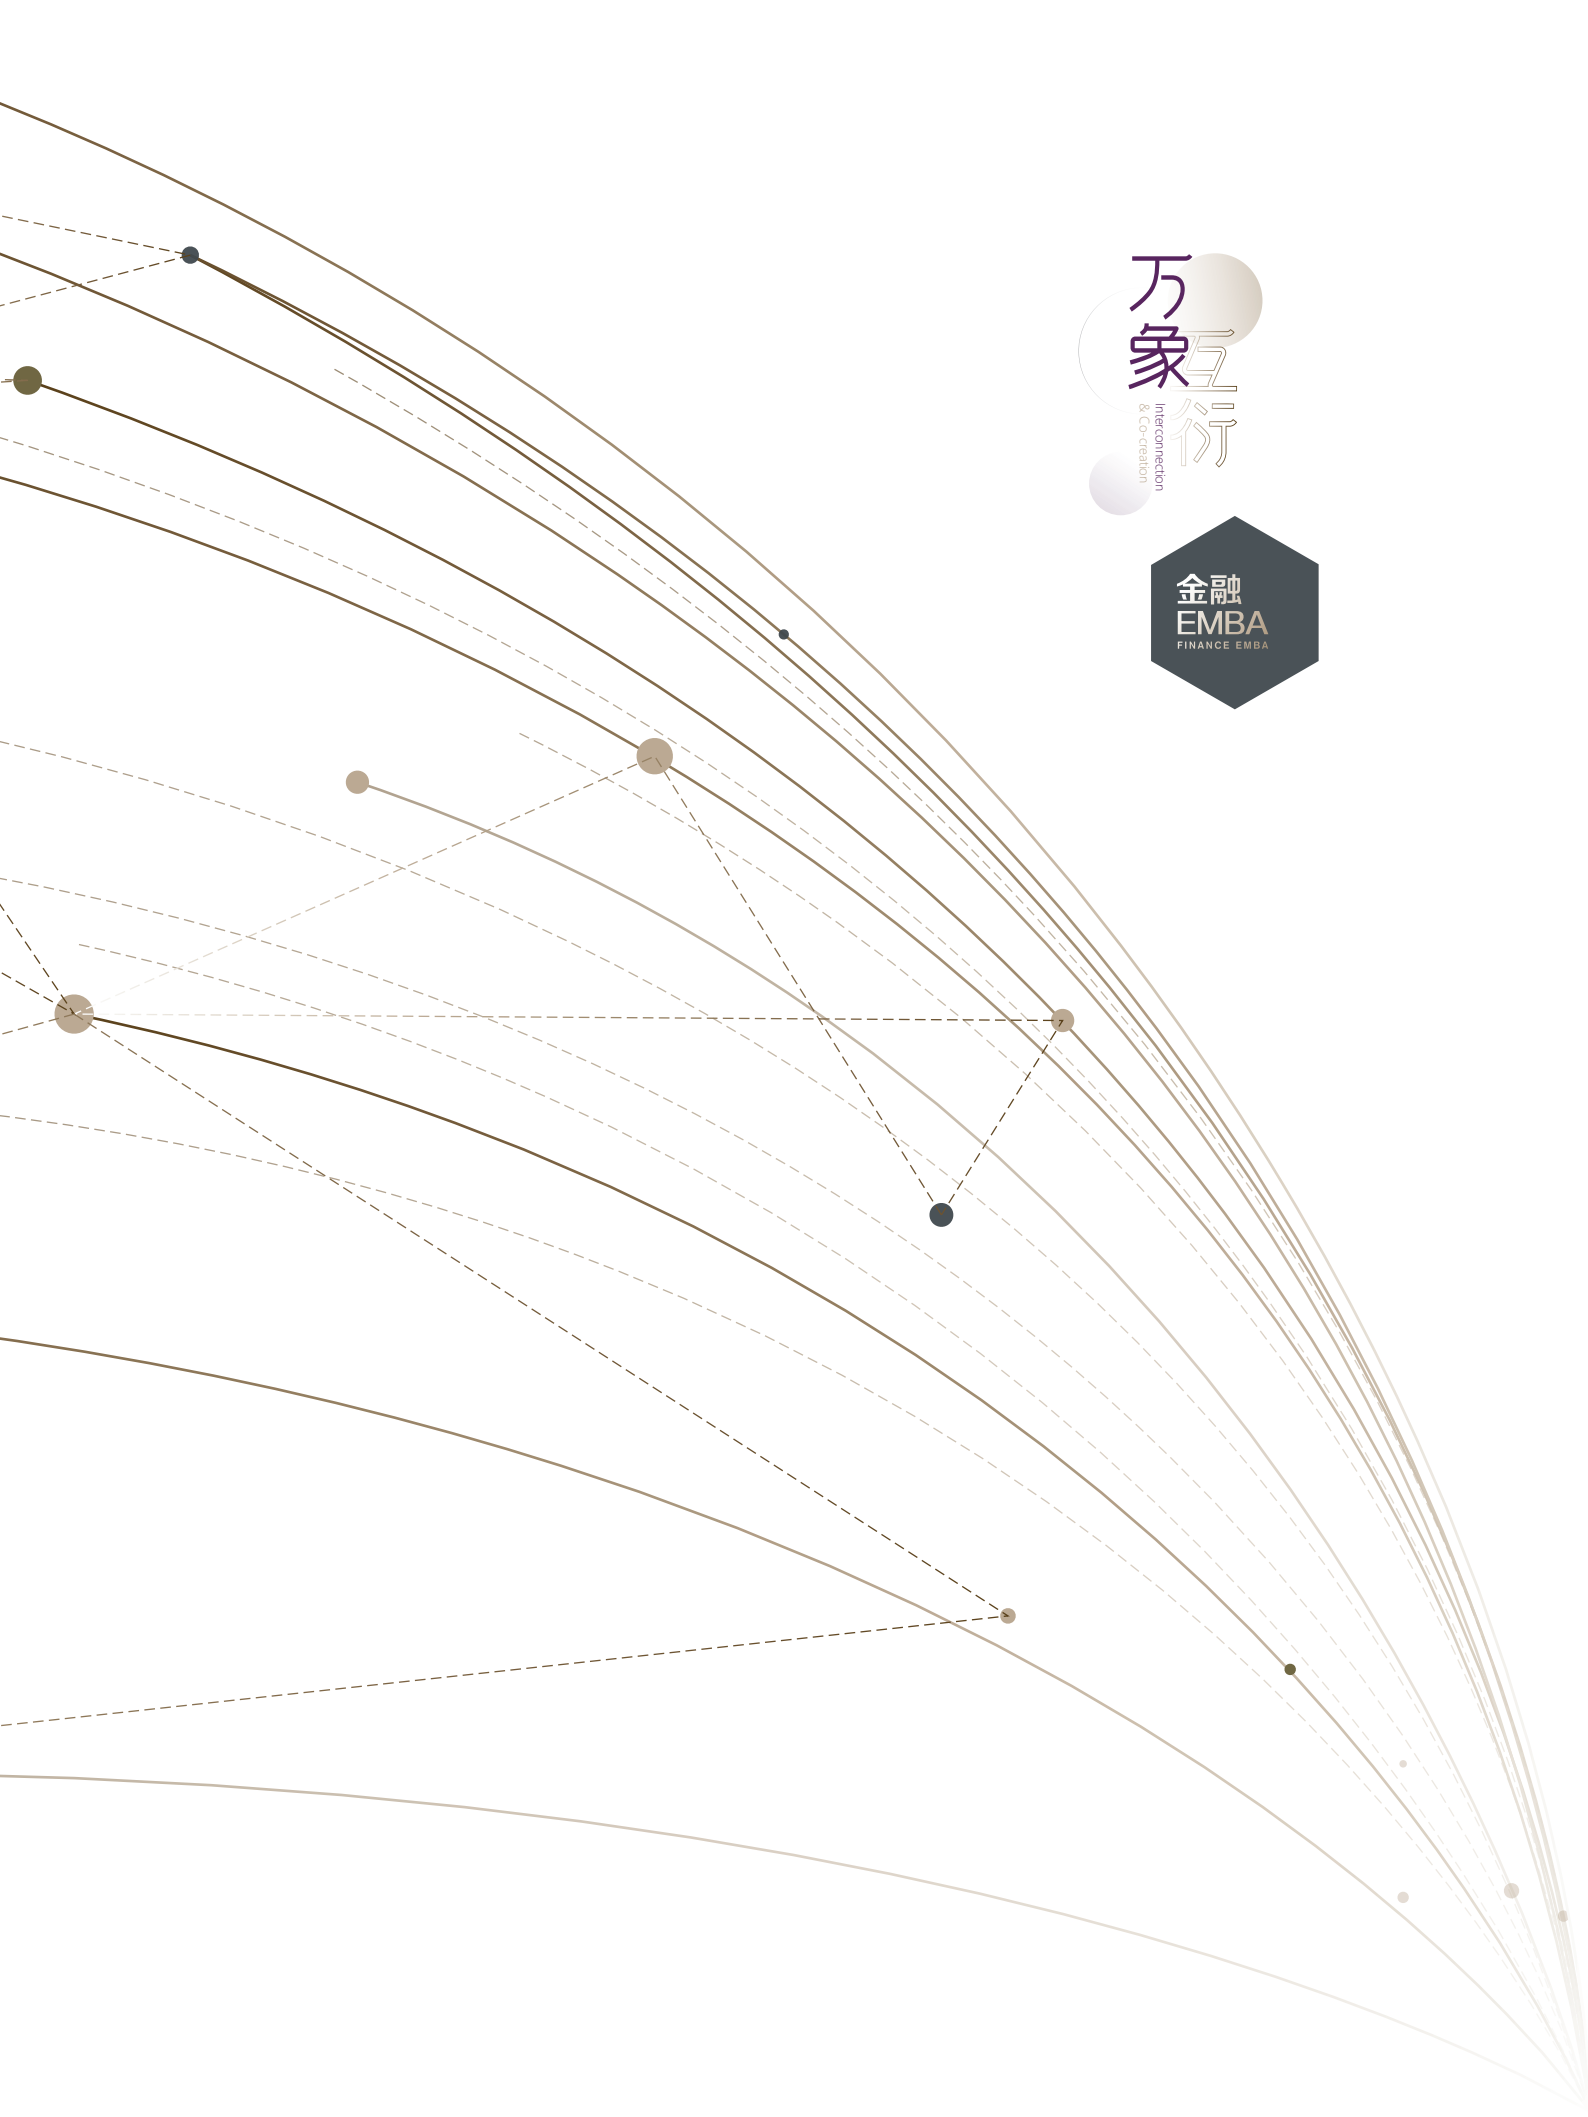 万象互衍
Interconnection
& Co-creation
金融
EMBA
FINANCE EMBA